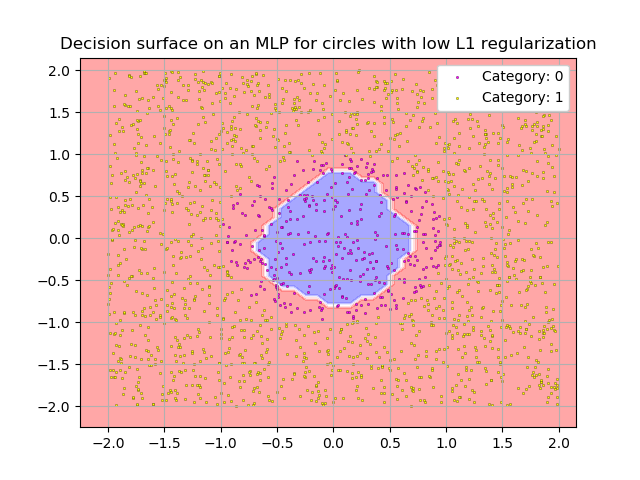 Decision surface on an MLP for circles with low L1 regularization
Category: 0
Category: 1
2.0
1.5
1.0
0.5
0.0
−0.5
−1.0
−1.5
−2.0
−2.0 −1.5 −1.0 −0.5 0.0 0.5 1.0 1.5 2.0